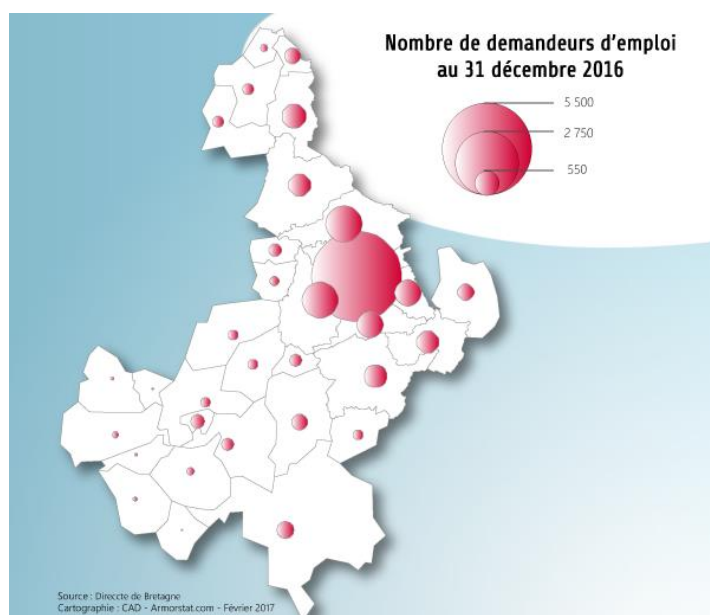 Nombre de demandeurs d'emploi
au 31 décembre 2016
5 500
2 750
550
Source : Direccte de Bretagne
Cartographie : CAD - Armorstat.com - Février 2017